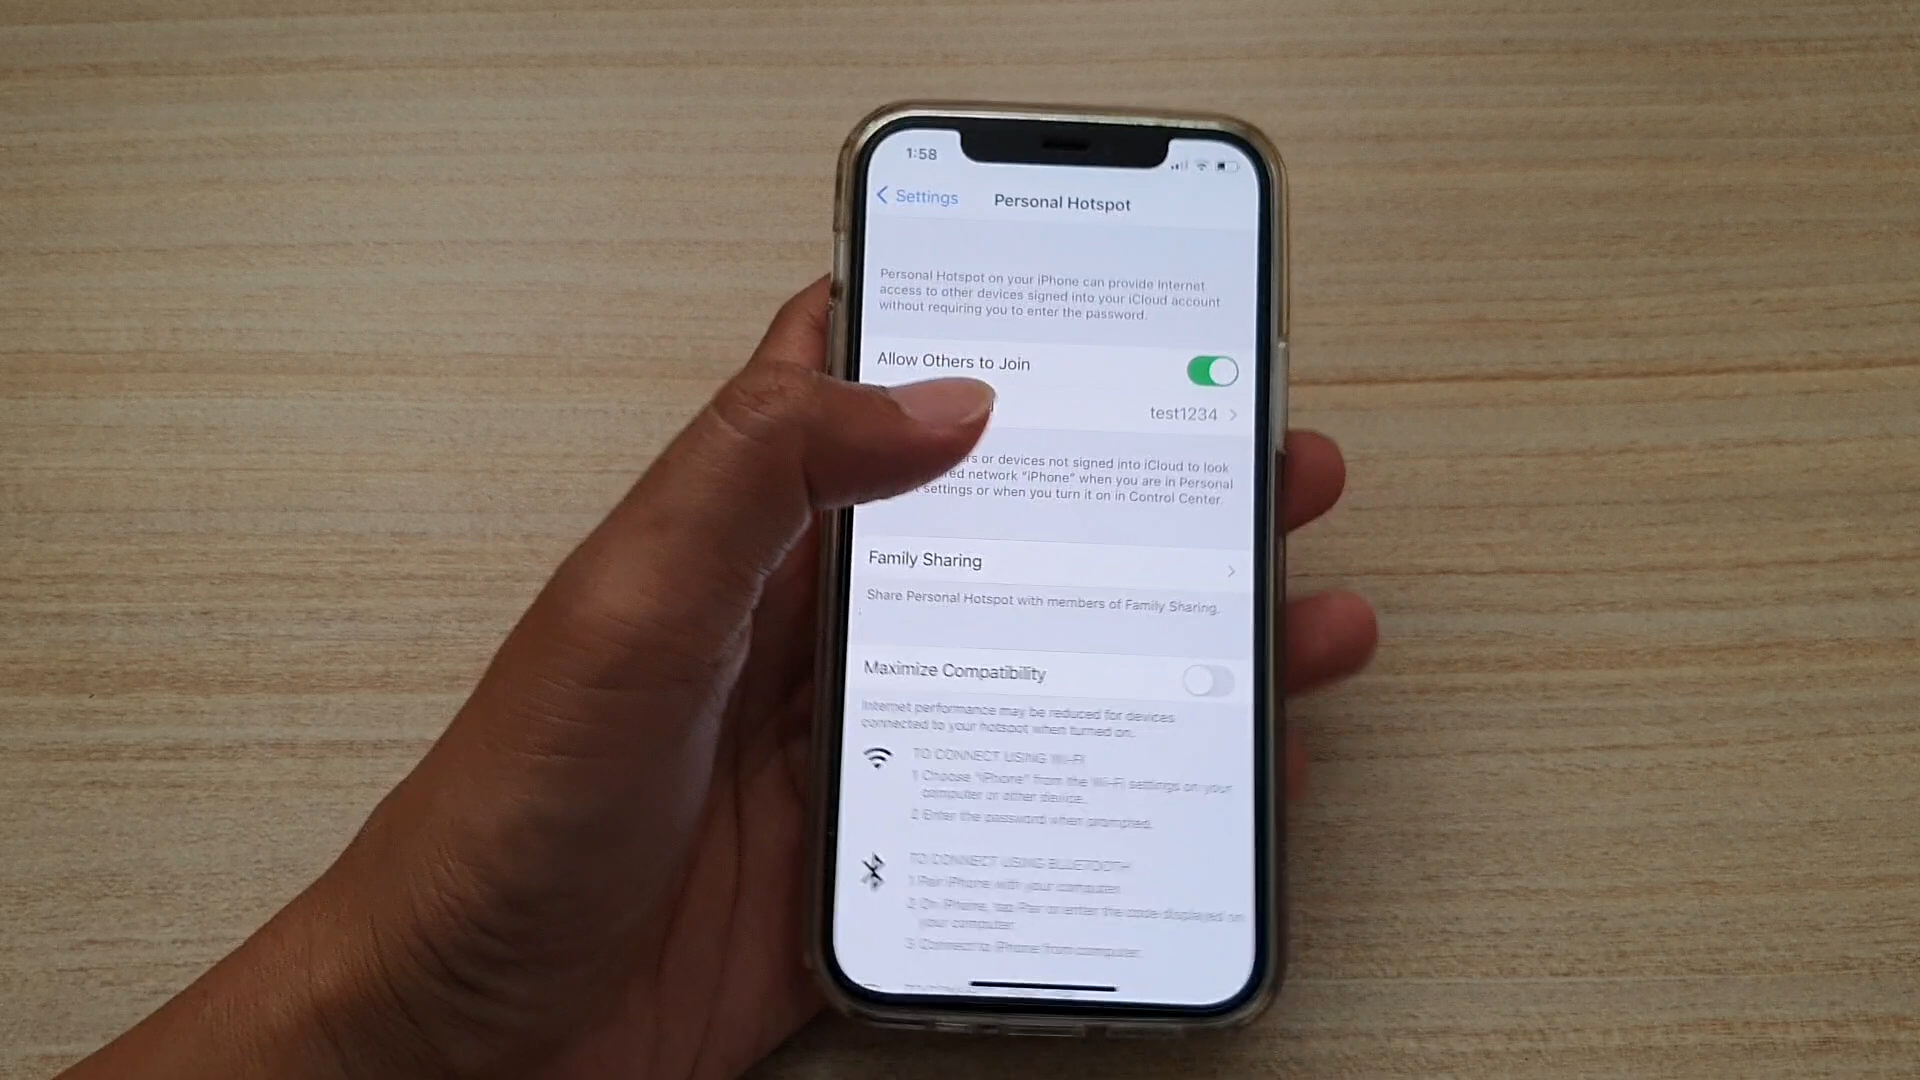 1:58
Settings
Personal Hotspot
Personal Hotspot on your iPhone can provide Internet
access to other devices signed into your iCloud account
without requiring you to enter the password.
Allow Others to Join
test1234
or devices not signed into iCloud to look
network "iPhone" when you are in Personal
settings or when you turn it on in Control Center.
Family Sharing
Share Personal Hotspot with members of Family Sharing.
Maximize Compatibility
Internet performance may be reduced for devices
connected to your hotspot when turned on.
TO CONNECT USING WI-FI
1 Choose "iPhone" from the Wi-Fi settings on your
computer or other device.
2 Enter the password when prompted.
TO CONNECT USING BLUETOOTH
1 Pair iPhone with your computer.
2 On iPhone, tap Pair or enter the code displayed on
your computer.
3 Connect to iPhone from computer.